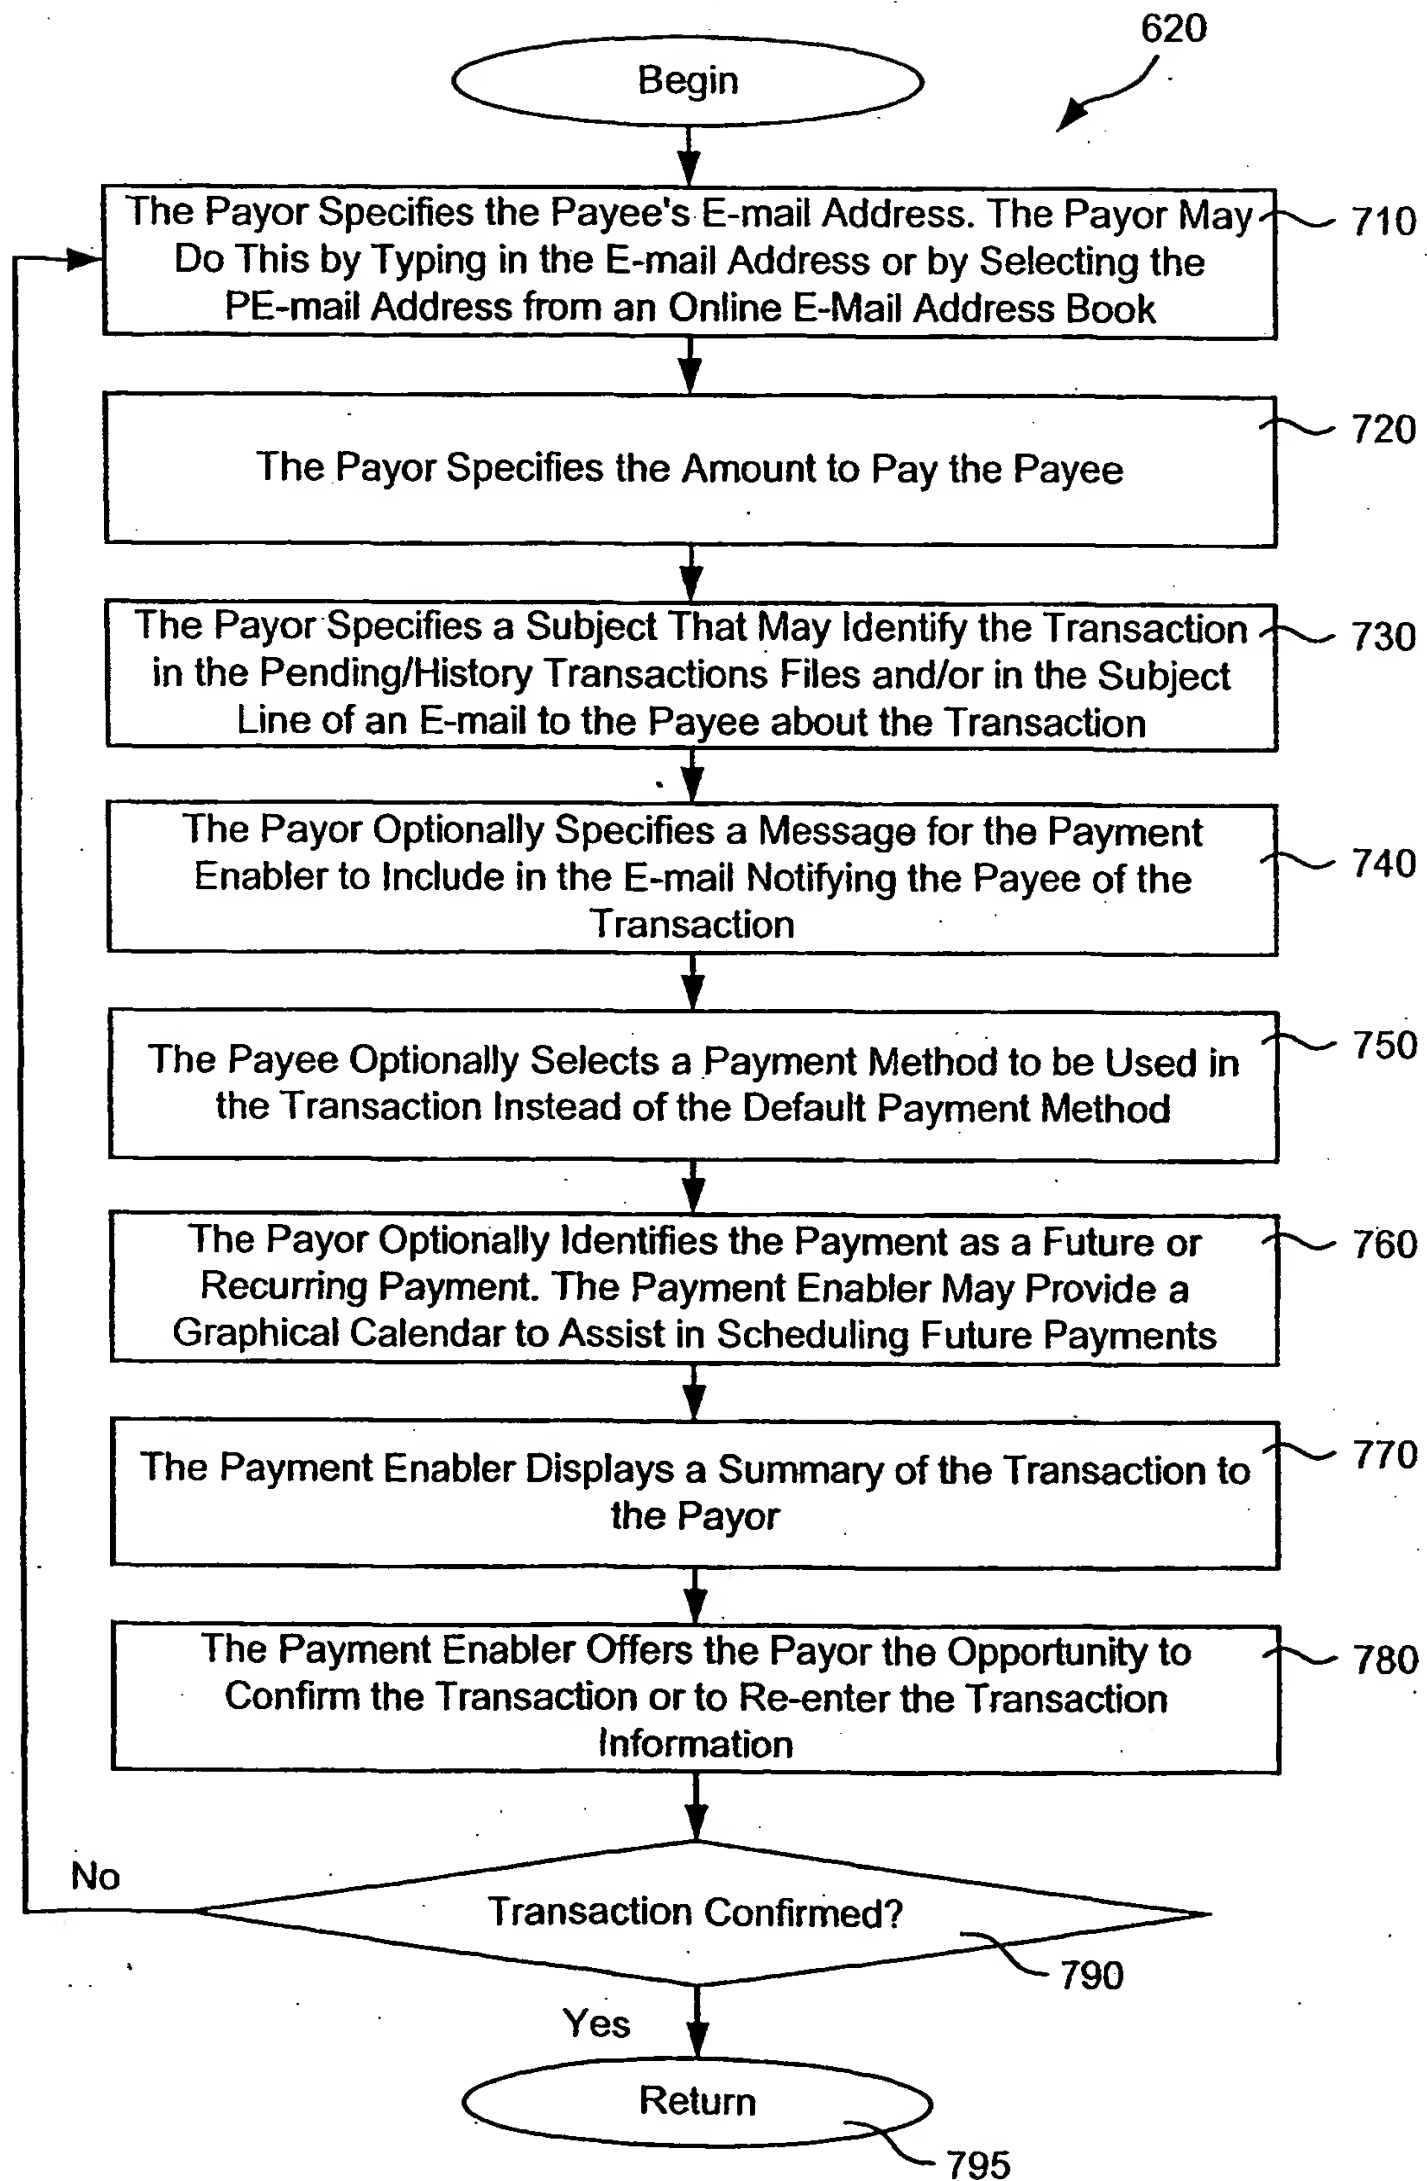 620
Begin
The Payor Specifies the Payee's E-mail Address. The Payor May
Do This by Typing in the E-mail Address or by Selecting the
PE-mail Address from an Online E-Mail Address Book
710
The Payor Specifies the Amount to Pay the Payee
720
The Payor Specifies a Subject That May Identify the Transaction
in the Pending/History Transactions Files and/or in the Subject
Line of an E-mail to the Payee about the Transaction
730
The Payor Optionally Specifies a Message for the Payment
Enabler to Include in the E-mail Notifying the Payee of the
Transaction
740
The Payee Optionally Selects a Payment Method to be Used in
the Transaction Instead of the Default Payment Method
750
The Payor Optionally Identifies the Payment as a Future or
Recurring Payment. The Payment Enabler May Provide a
Graphical Calendar to Assist in Scheduling Future Payments
760
The Payment Enabler Displays a Summary of the Transaction to
the Payor
770
The Payment Enabler Offers the Payor the Opportunity to
Confirm the Transaction or to Re-enter the Transaction
Information
780
No
Transaction Confirmed?
790
Yes
Return
795